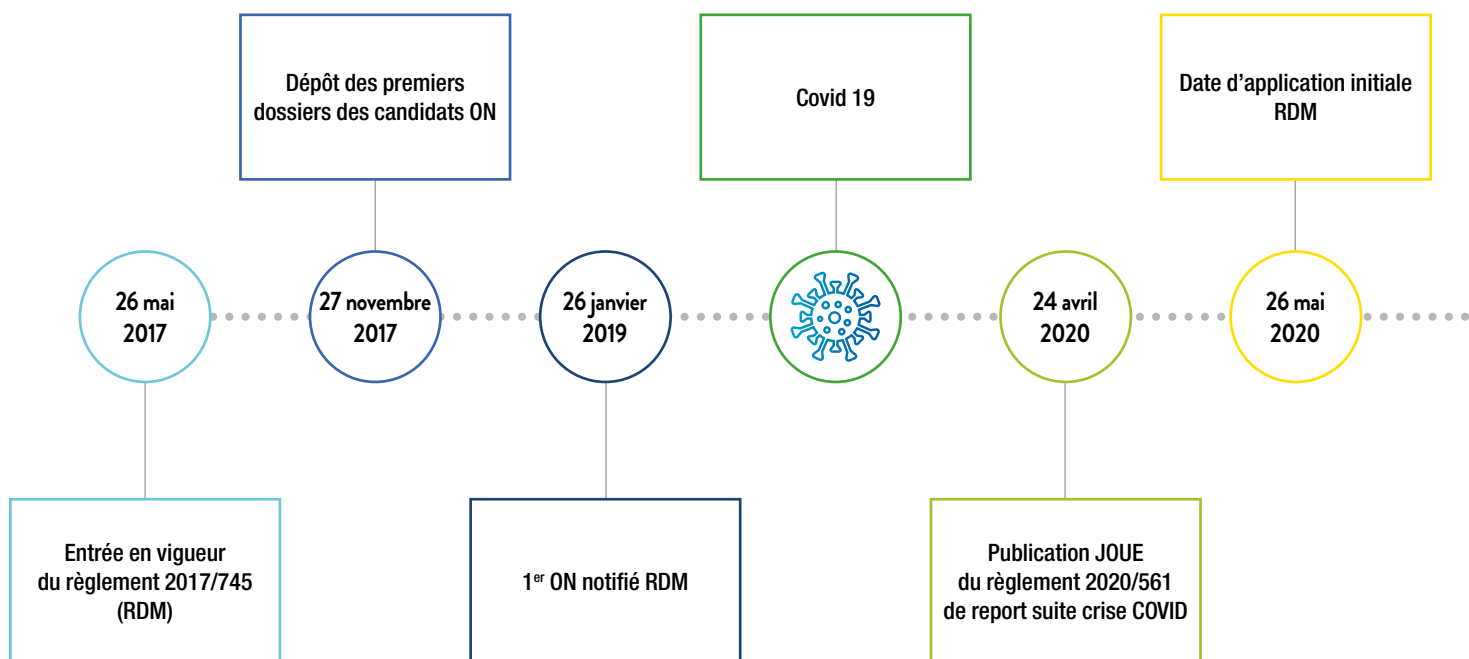 Dépôt des premiers
dossiers des candidats ON
Covid 19
Date d’application initiale
RDM
26 mai
2017
27 novembre
2017
26 janvier
2019
24 avril
2020
26 mai
2020
Entrée en vigueur
du règlement 2017/745
(RDM)
1er ON notifié RDM
Publication JOUE
du règlement 2020/561
de report suite crise COVID